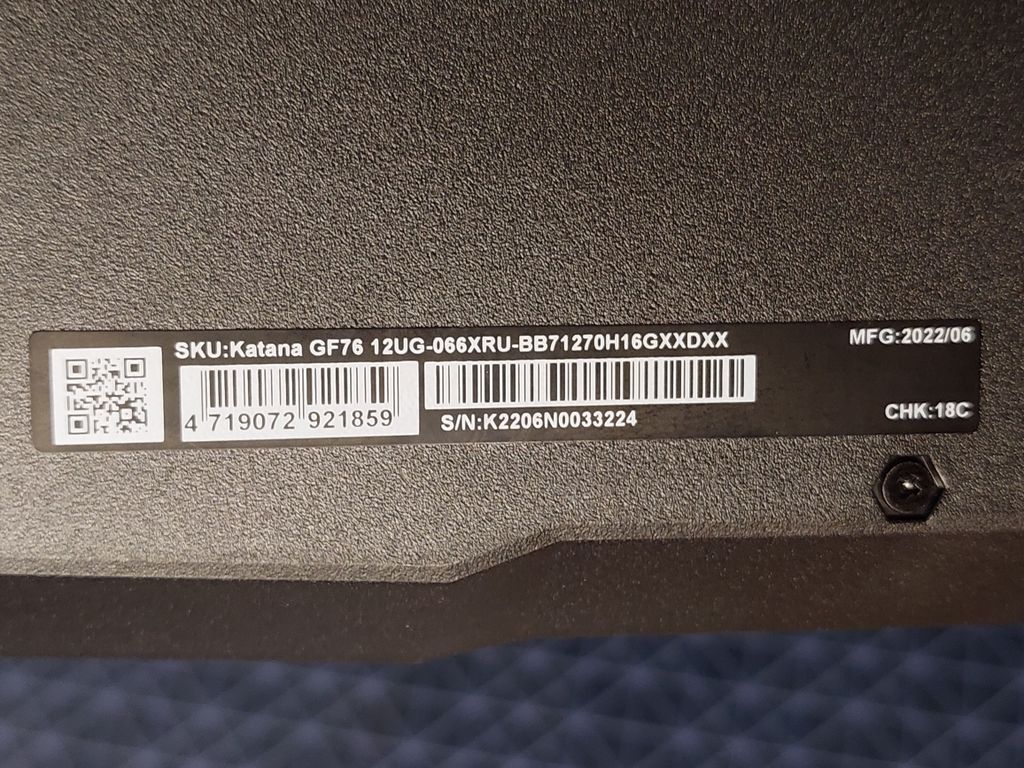 SKU:Katana GF76 12UG-066XRU-BB71270H16GXXDXX
MFG:2022/06
4 719072 921859
S/N:K2206N0033224
CHK:18C